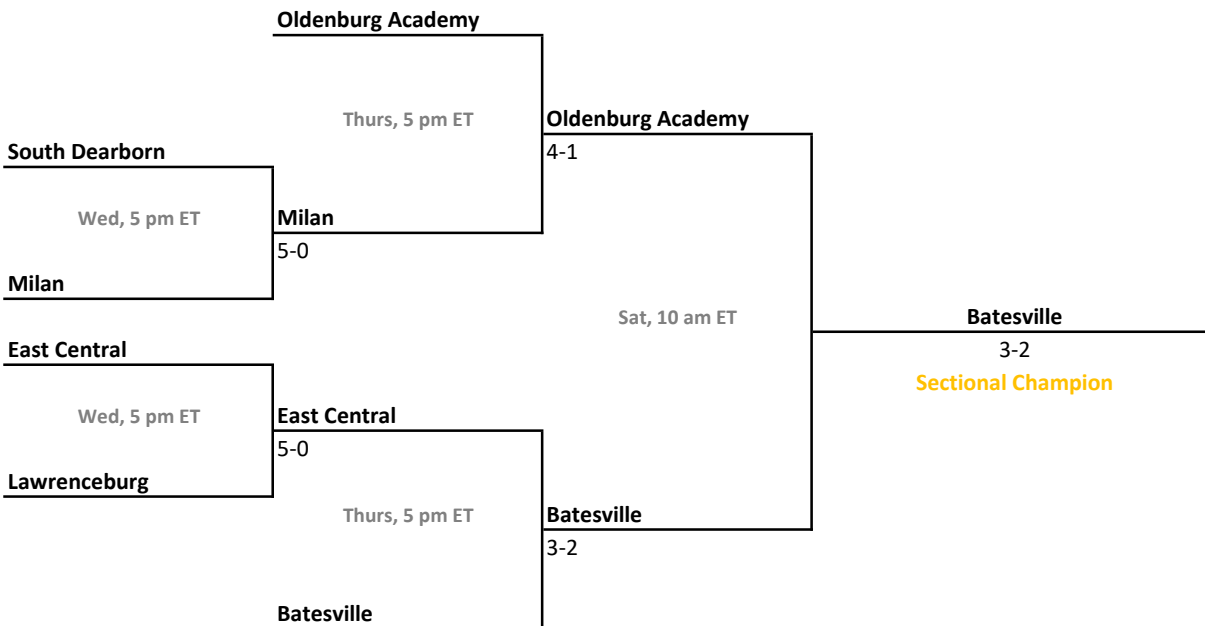 Oldenburg Academy
Thurs, 5 pm ET
Oldenburg Academy
South Dearborn
4-1
Wed, 5 pm ET
Milan
5-0
Milan
Sat, 10 am ET
Batesville
East Central
3-2
Sectional Champion
Wed, 5 pm ET
East Central
5-0
Lawrenceburg
Thurs, 5 pm ET
Batesville
3-2
Batesville